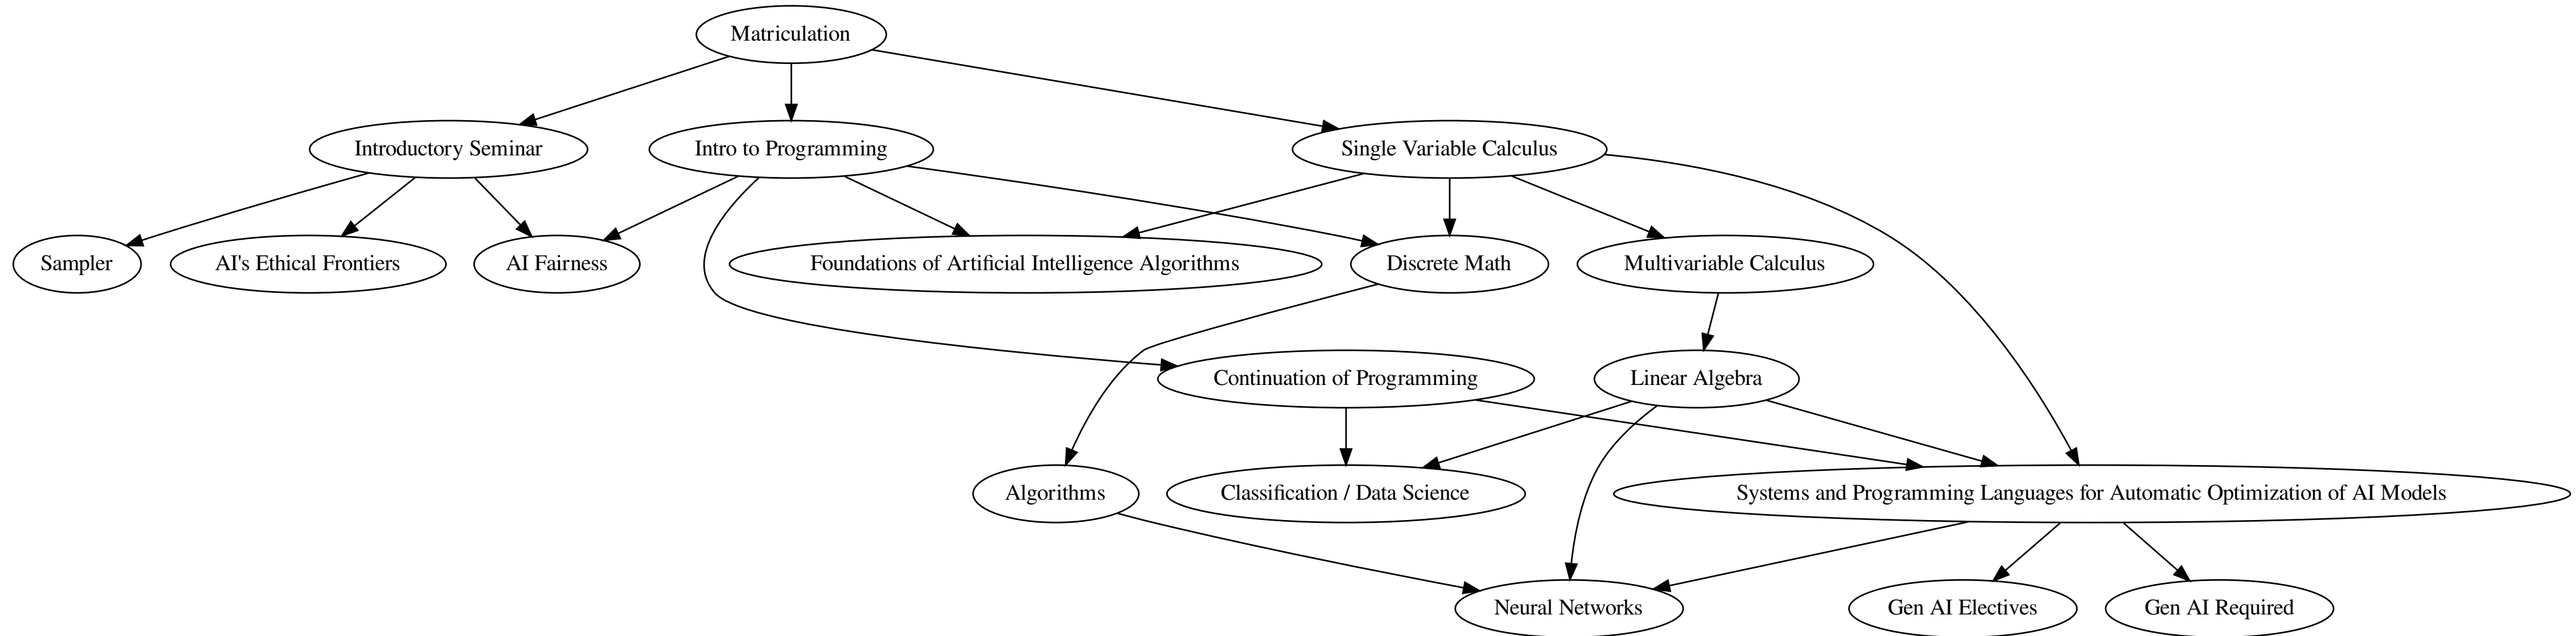 Matriculation
Introductory Seminar
Intro to Programming
Single Variable Calculus
Sampler
AI's Ethical Frontiers
AI Fairness
Foundations of Artificial Intelligence Algorithms
Discrete Math
Multivariable Calculus
Continuation of Programming
Linear Algebra
Algorithms
Classification / Data Science
Systems and Programming Languages for Automatic Optimization of AI Models
Neural Networks
Gen AI Electives
Gen AI Required